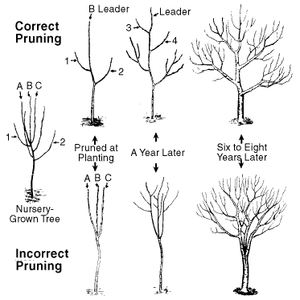 Correct
Pruning
B Leader
Leader
3
4
1
2
A B C
1
2
Pruned at
Planting
A Year Later
Six to Eight
Years Later
A B C
Nursery-
Grown Tree
Incorrect
Pruning